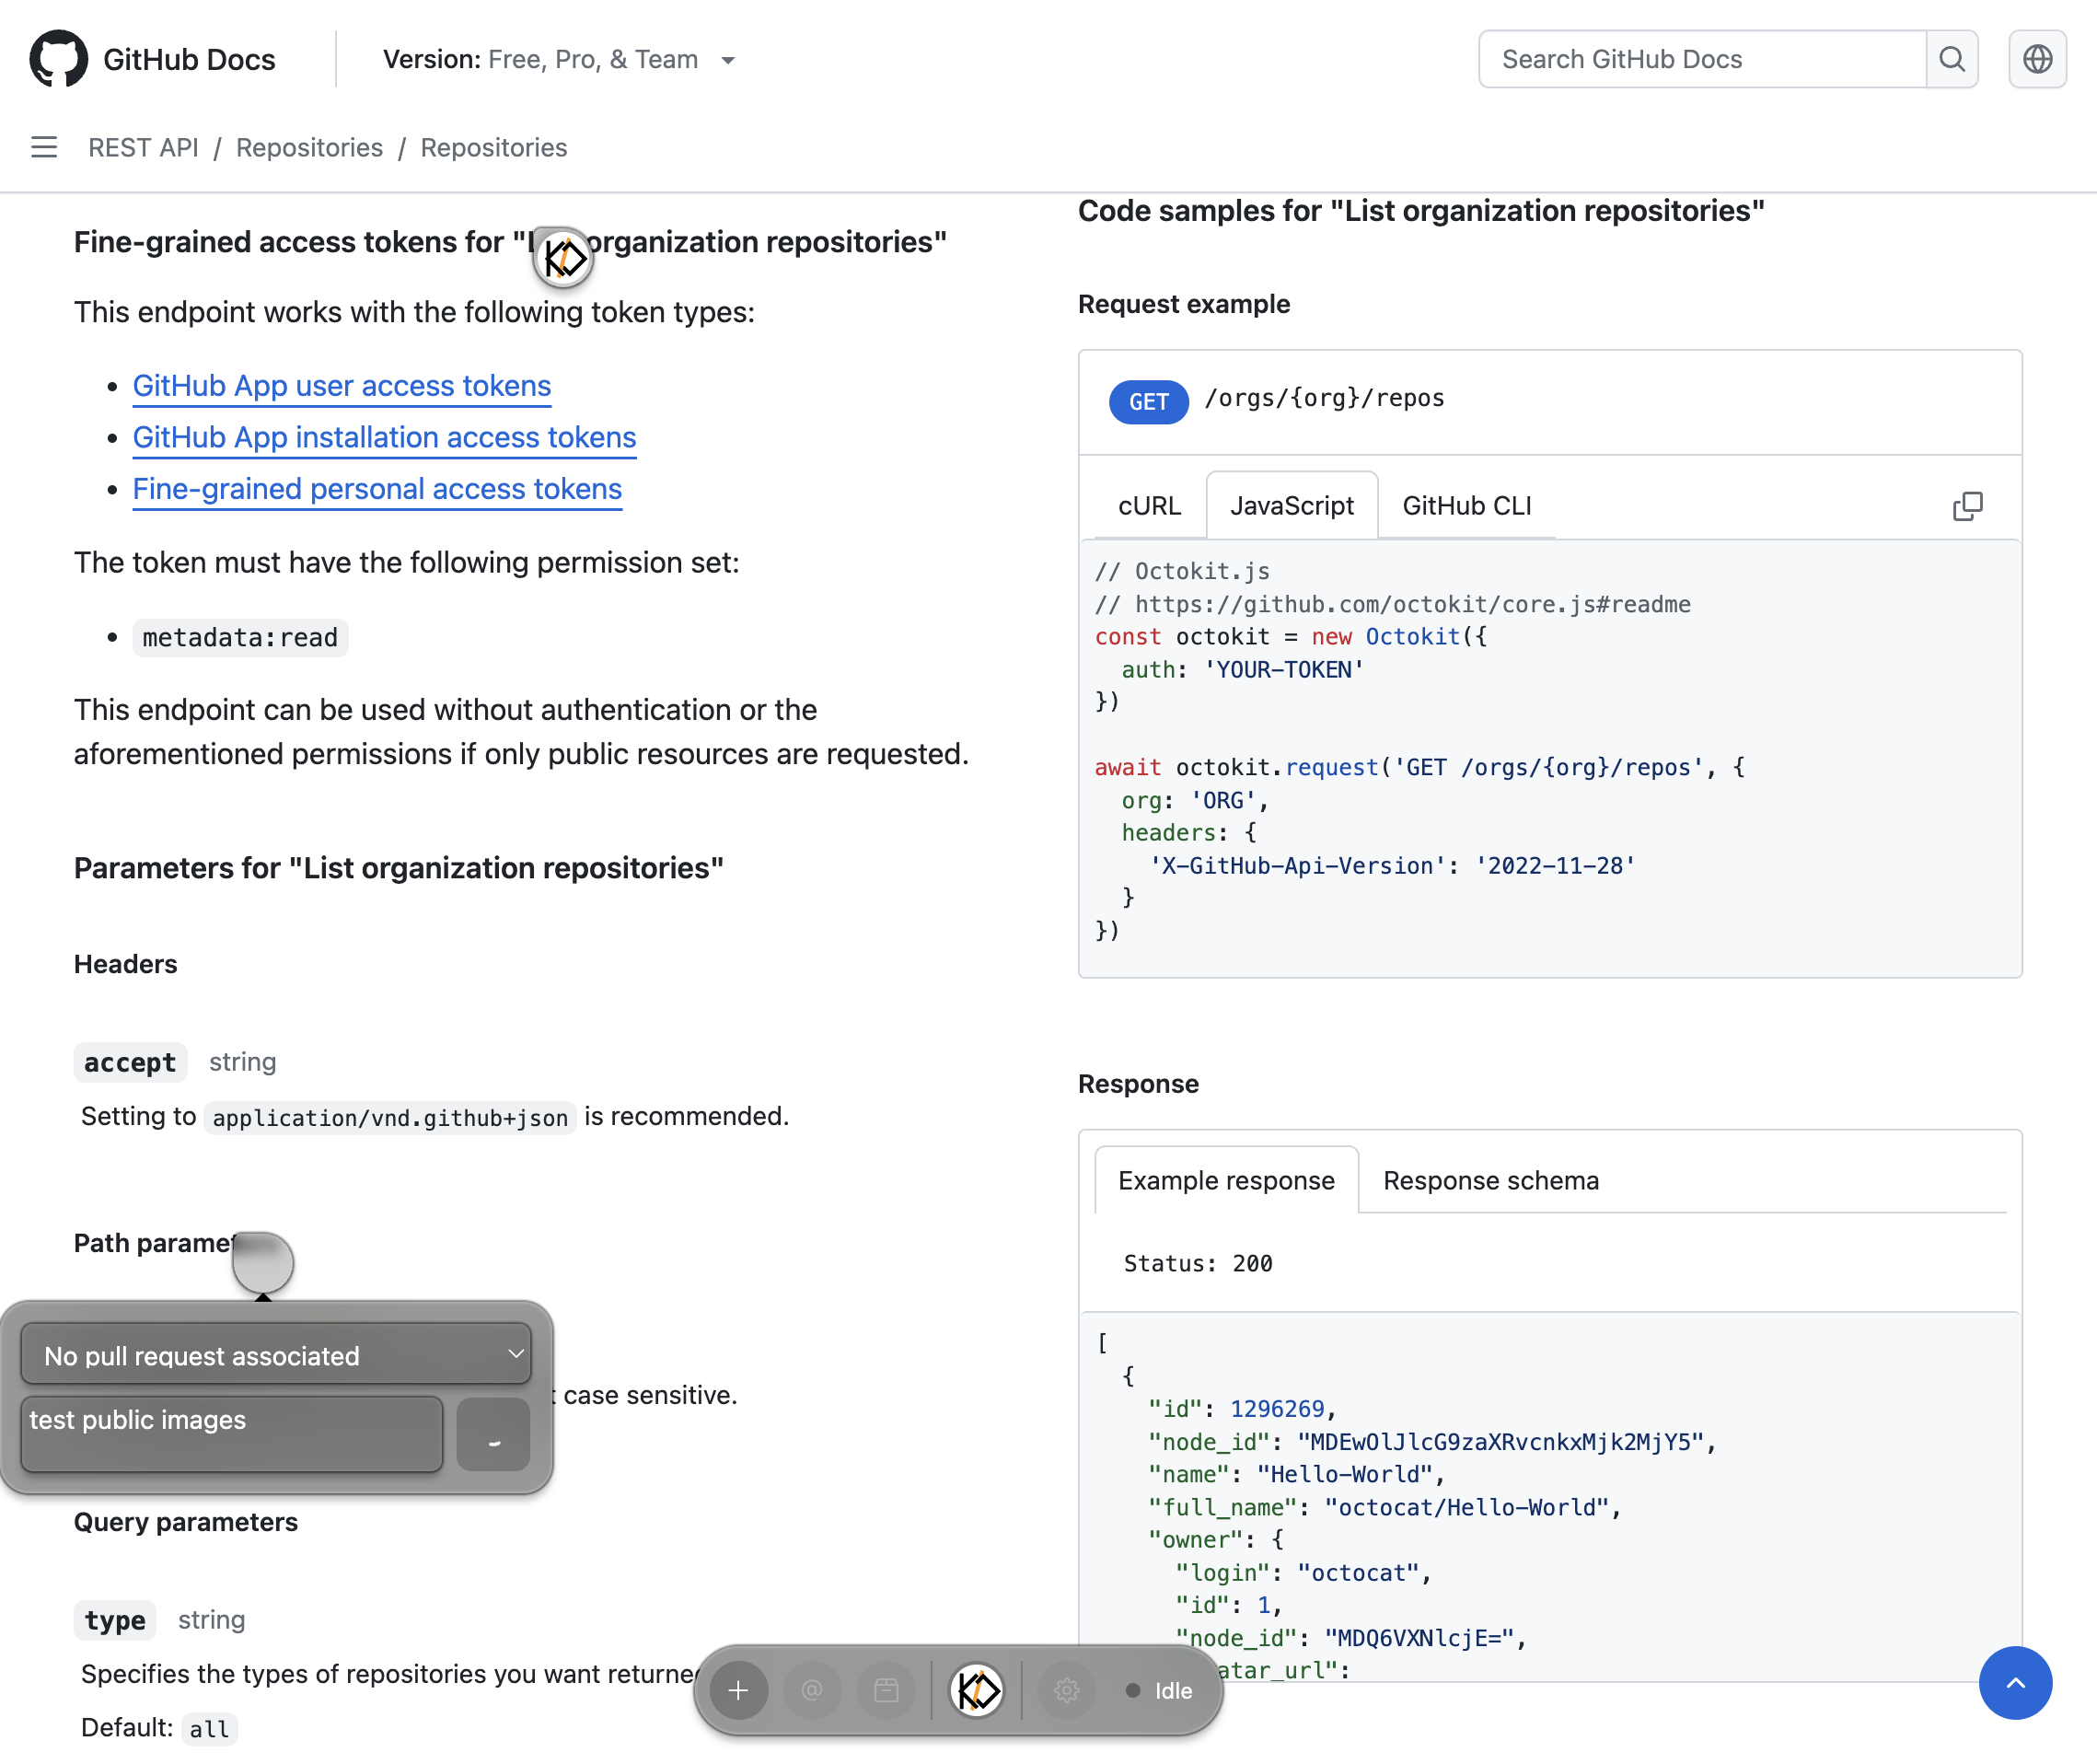 GitHub Docs
Version: Free, Pro, & Team
Search GitHub Docs
REST API / Repositories / Repositories
Fine-grained access tokens for "L organization repositories"
This endpoint works with the following token types:
GitHub App user access tokens
GitHub App installation access tokens
Fine-grained personal access tokens
The token must have the following permission set:
metadata:read
This endpoint can be used without authentication or the
aforementioned permissions if only public resources are requested.
Parameters for "List organization repositories"
Headers
accept string
Setting to application/vnd.github+json is recommended.
Path paramet
No pull request associated
test public images
t case sensitive.
Query parameters
type string
Specifies the types of repositories you want returned
Default: all
Code samples for "List organization repositories"
Request example
GET /orgs/{org}/repos
cURL JavaScript GitHub CLI
// Octokit.js
// https://github.com/octokit/core.js#readme
const octokit = new Octokit({
auth: 'YOUR-TOKEN'
})
await octokit.request('GET /orgs/{org}/repos', {
org: 'ORG',
headers: {
'X-GitHub-Api-Version': '2022-11-28'
}
})
Response
Example response Response schema
Status: 200
[
{
"id": 1296269,
"node_id": "MDEwOlJlcG9zaXRvcnkxMjk2MjY5",
"name": "Hello-World",
"full_name": "octocat/Hello-World",
"owner": {
"login": "octocat",
"id": 1,
"node_id": "MDQ6VXNlcjE=",
atar_url":
Idle